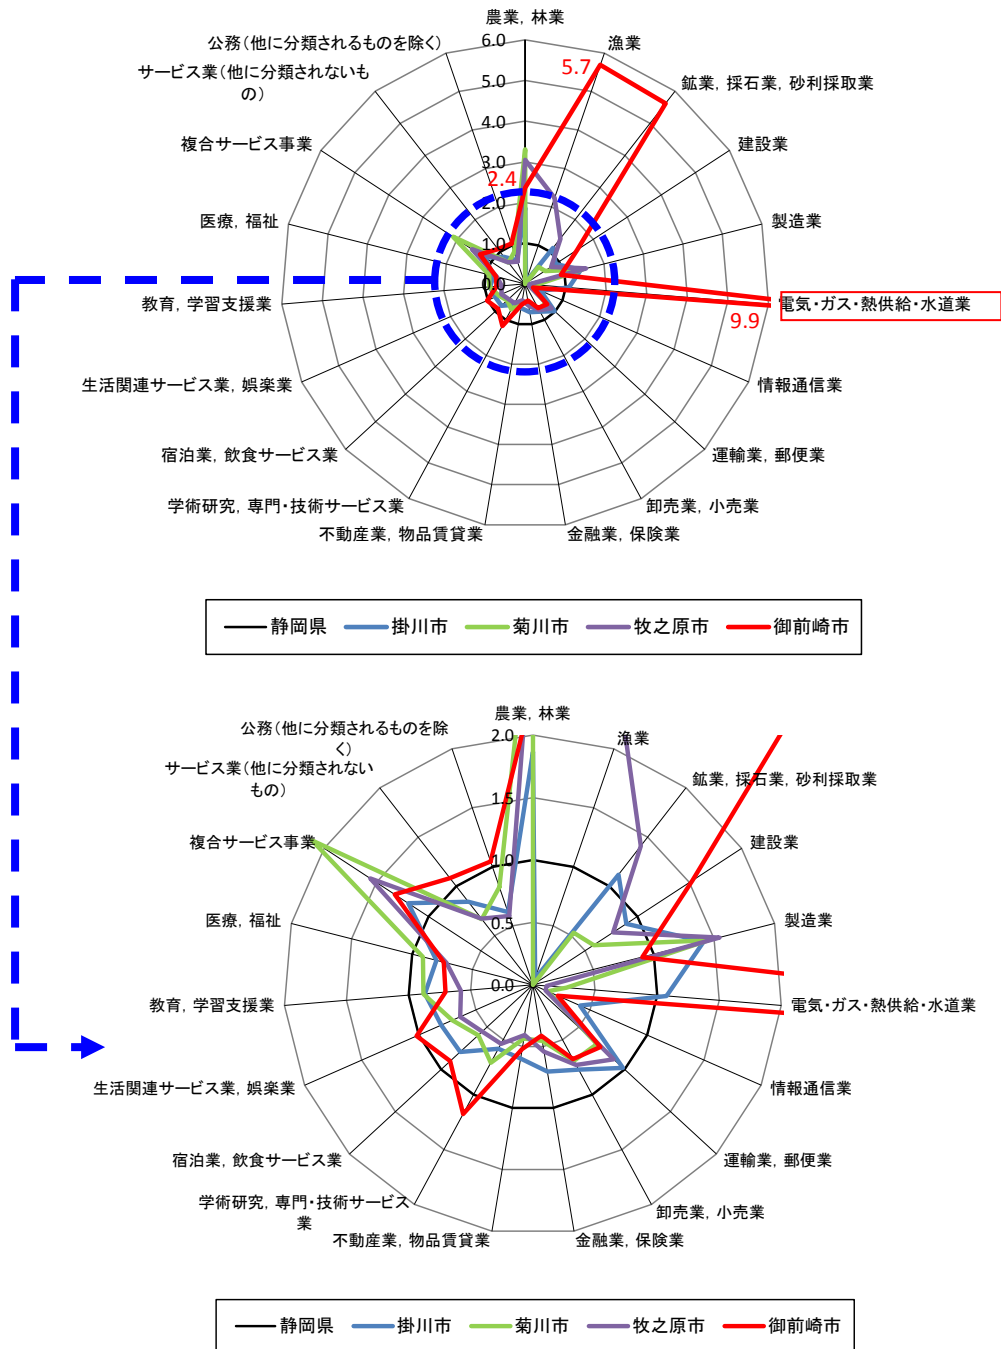 農業, 林業
漁業
鉱業, 採石業, 砂利採取業
建設業
製造業
電気・ガス・熱供給・水道業
情報通信業
運輸業, 郵便業
卸売業, 小売業
金融業, 保険業
不動産業, 物品賃貸業
学術研究, 専門・技術サービス業
宿泊業, 飲食サービス業
生活関連サービス業, 娯楽業
教育, 学習支援業
医療, 福祉
複合サービス事業
サービス業(他に分類されないも
の)
公務(他に分類されるものを除く)
6.0
5.0
4.0
3.0
2.0
1.0
0.0
5.7
2.4
9.9
静岡県 掛川市 菊川市 牧之原市 御前崎市
農業, 林業
漁業
鉱業, 採石業, 砂利採取業
建設業
製造業
電気・ガス・熱供給・水道業
情報通信業
運輸業, 郵便業
卸売業, 小売業
金融業, 保険業
不動産業, 物品賃貸業
学術研究, 専門・技術サービス
業
宿泊業, 飲食サービス業
生活関連サービス業, 娯楽業
教育, 学習支援業
医療, 福祉
複合サービス事業
サービス業(他に分類されない
もの)
公務(他に分類されるものを除
く)
2.0
1.5
1.0
0.5
0.0
静岡県 掛川市 菊川市 牧之原市 御前崎市